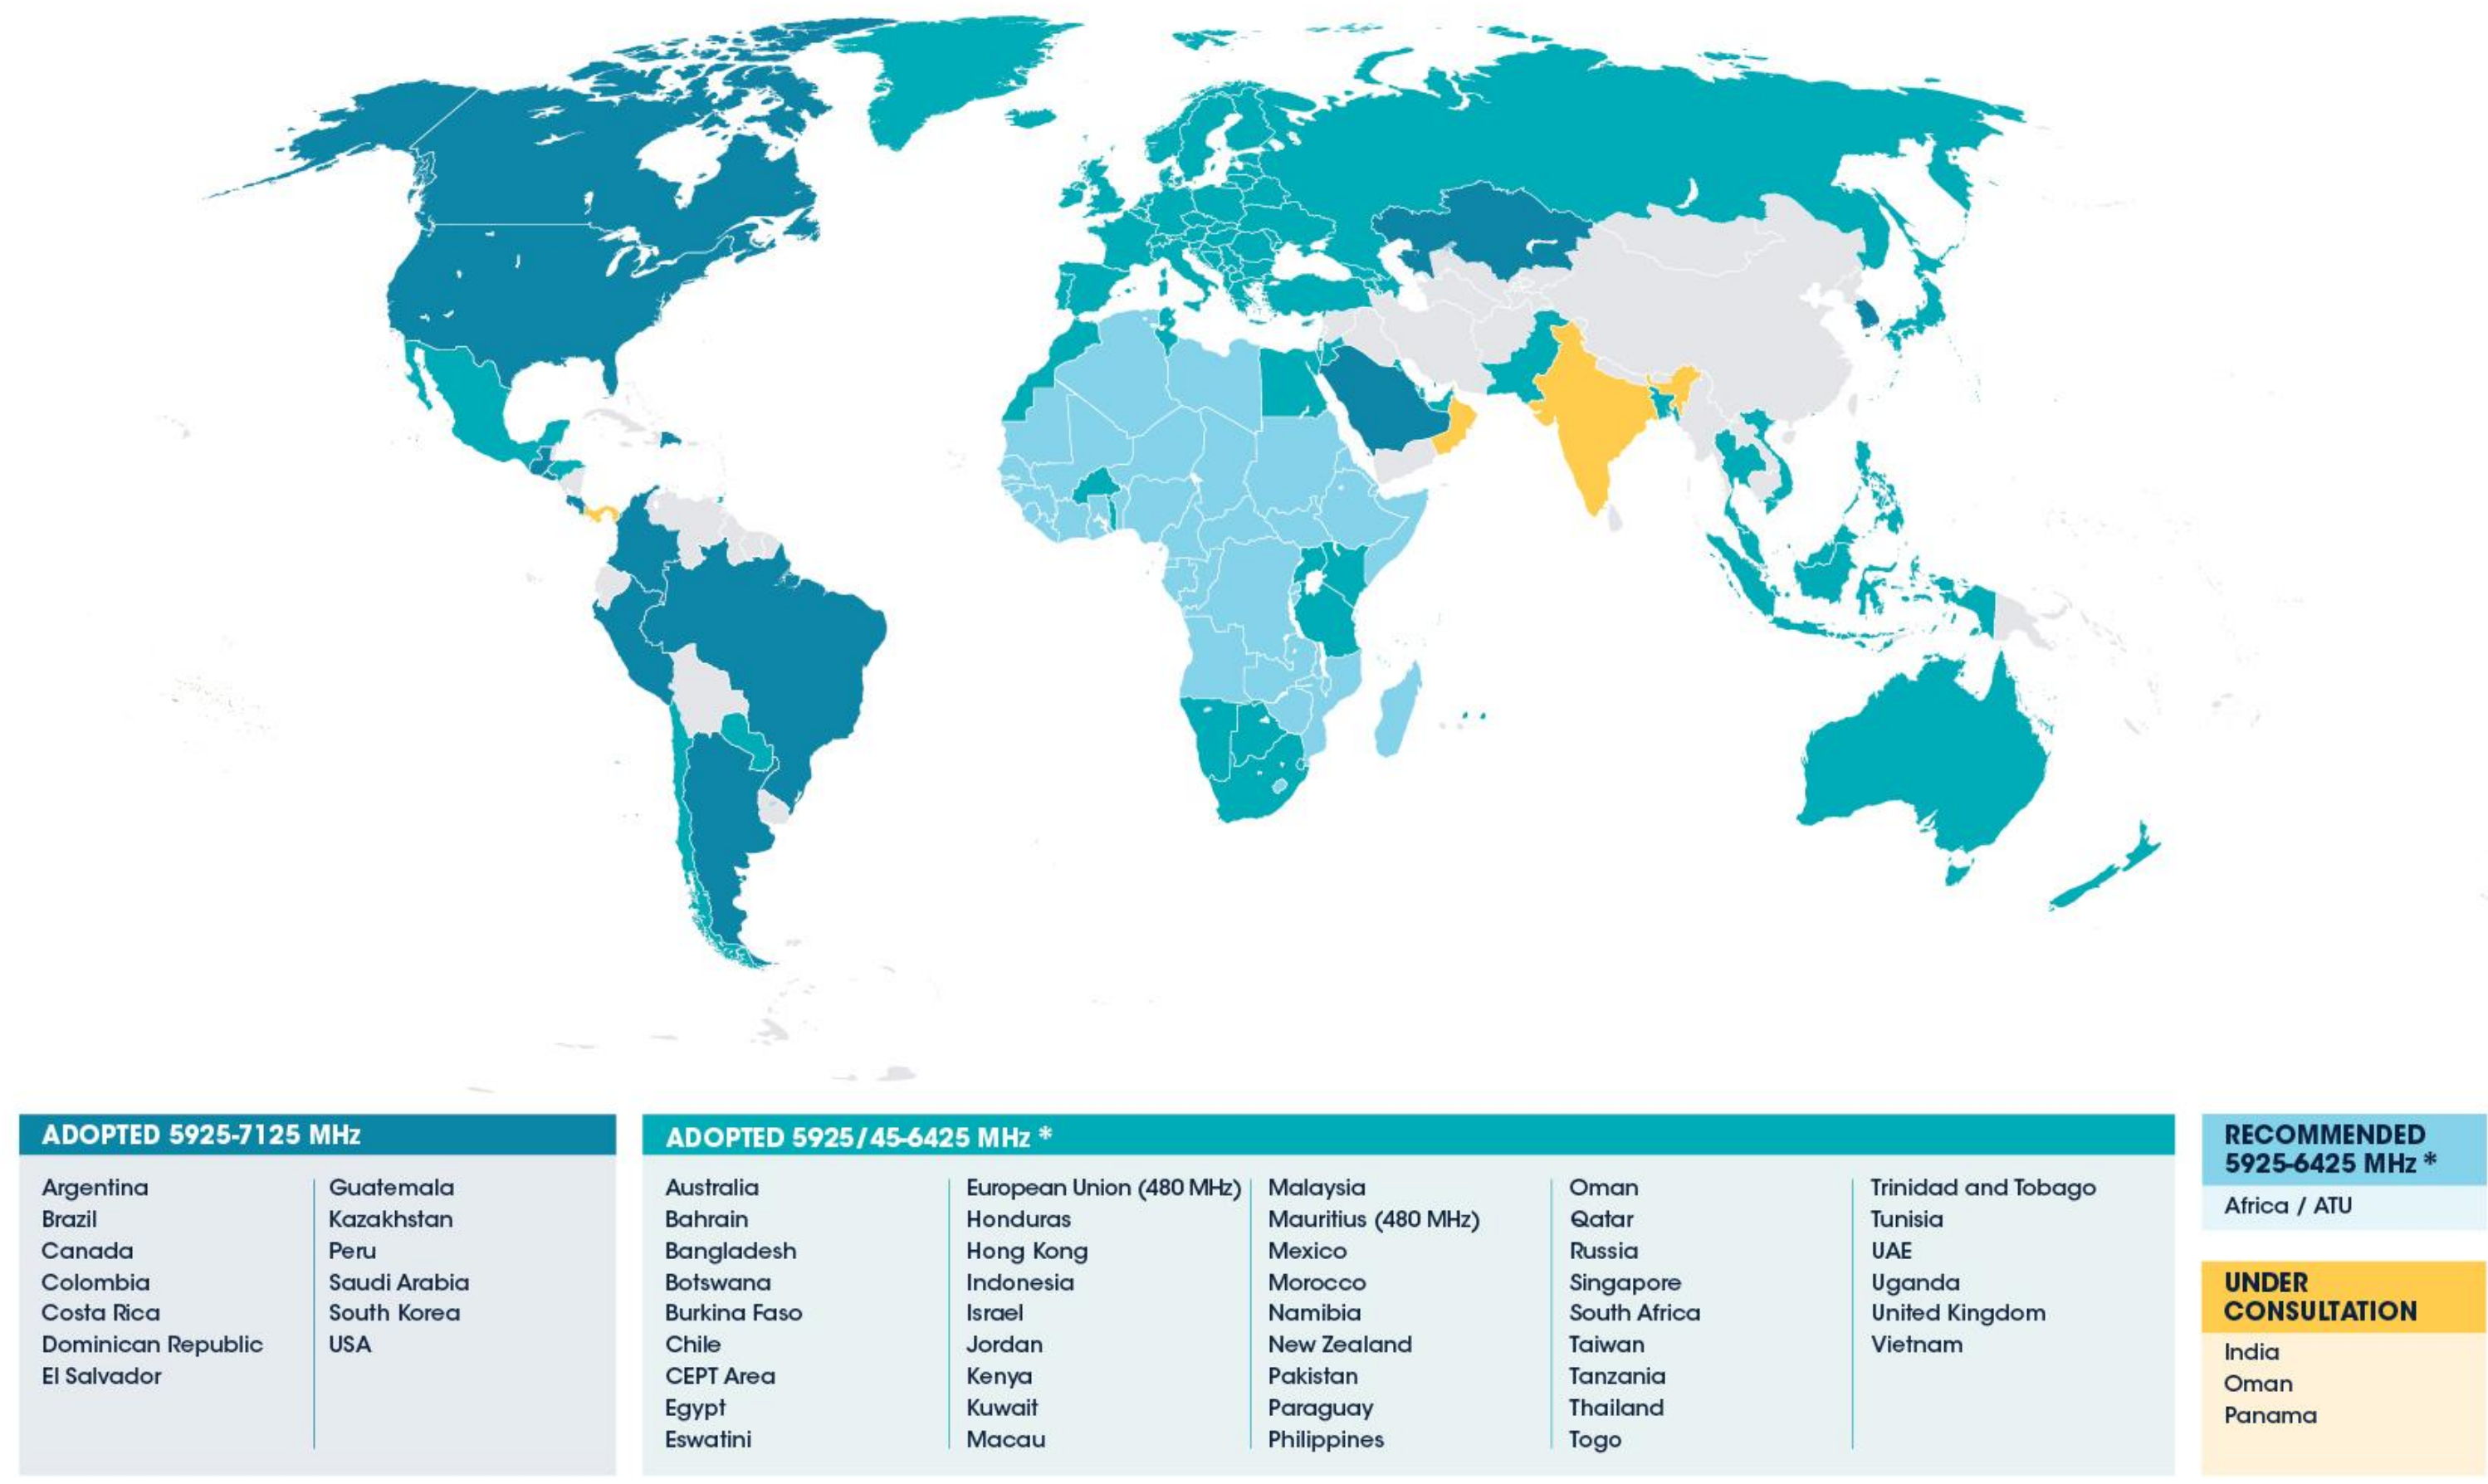 ADOPTED 5925-7125 MHz
Argentina
Brazil
Canada
Colombia
Costa Rica
Dominican Republic
El Salvador
Guatemala
Kazakhstan
Peru
Saudi Arabia
South Korea
USA
ADOPTED 5925/45-6425 MHz *
Australia
Bahrain
Bangladesh
Botswana
Burkina Faso
Chile
CEPT Area
Egypt
Eswatini
European Union (480 MHz)
Honduras
Hong Kong
Indonesia
Israel
Jordan
Kenya
Kuwait
Macau
Malaysia
Mauritius (480 MHz)
Mexico
Morocco
Namibia
New Zealand
Pakistan
Paraguay
Philippines
Oman
Qatar
Russia
Singapore
South Africa
Taiwan
Tanzania
Thailand
Togo
Trinidad and Tobago
Tunisia
UAE
Uganda
United Kingdom
Vietnam
RECOMMENDED
5925-6425 MHz *
Africa / ATU
UNDER
CONSULTATION
India
Oman
Panama